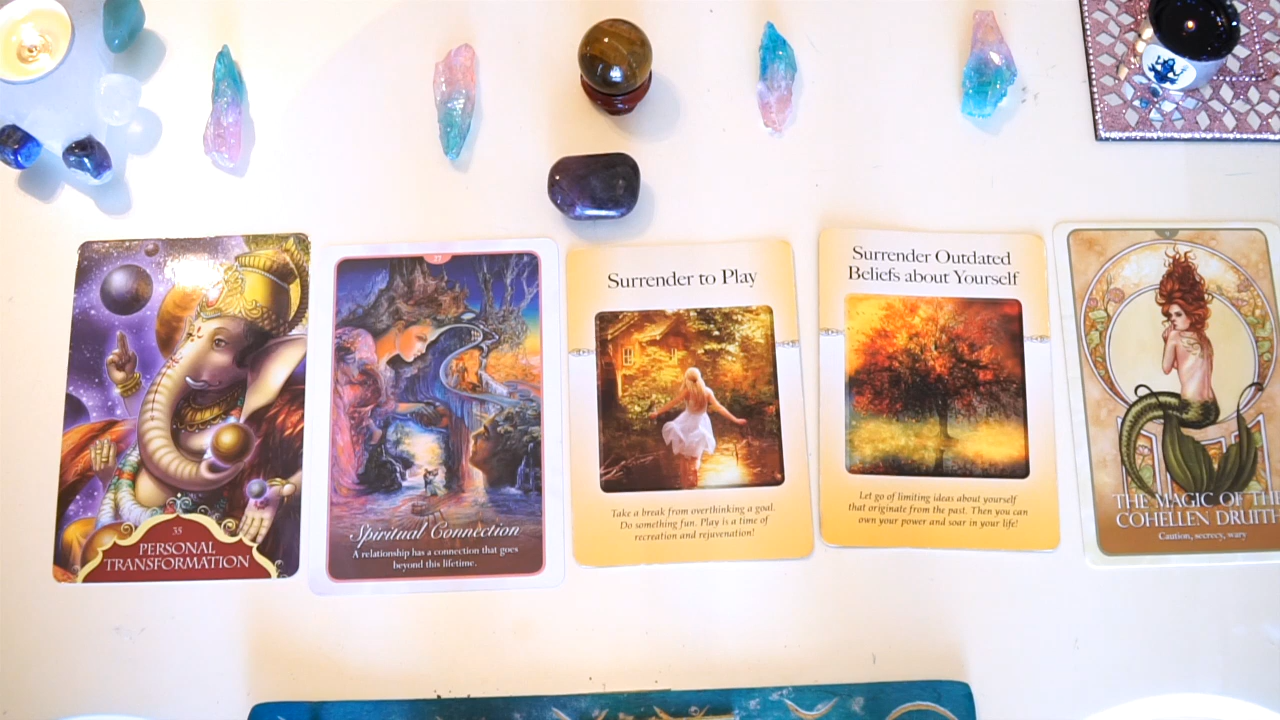 35
PERSONAL
TRANSFORMATION
77
Spiritual Connection
A relationship has a connection that goes
beyond this lifetime.
Surrender to Play
Take a break from overthinking a goal.
Do something fun. Play is a time of
recreation and rejuvenation!
Surrender Outdated
Beliefs about Yourself
Let go of limiting ideas about yourself
that originate from the past. Then you can
own your power and soar in your life!
THE MAGIC OF TH
COHELLEN DRUITH
Caution, secrecy, wary